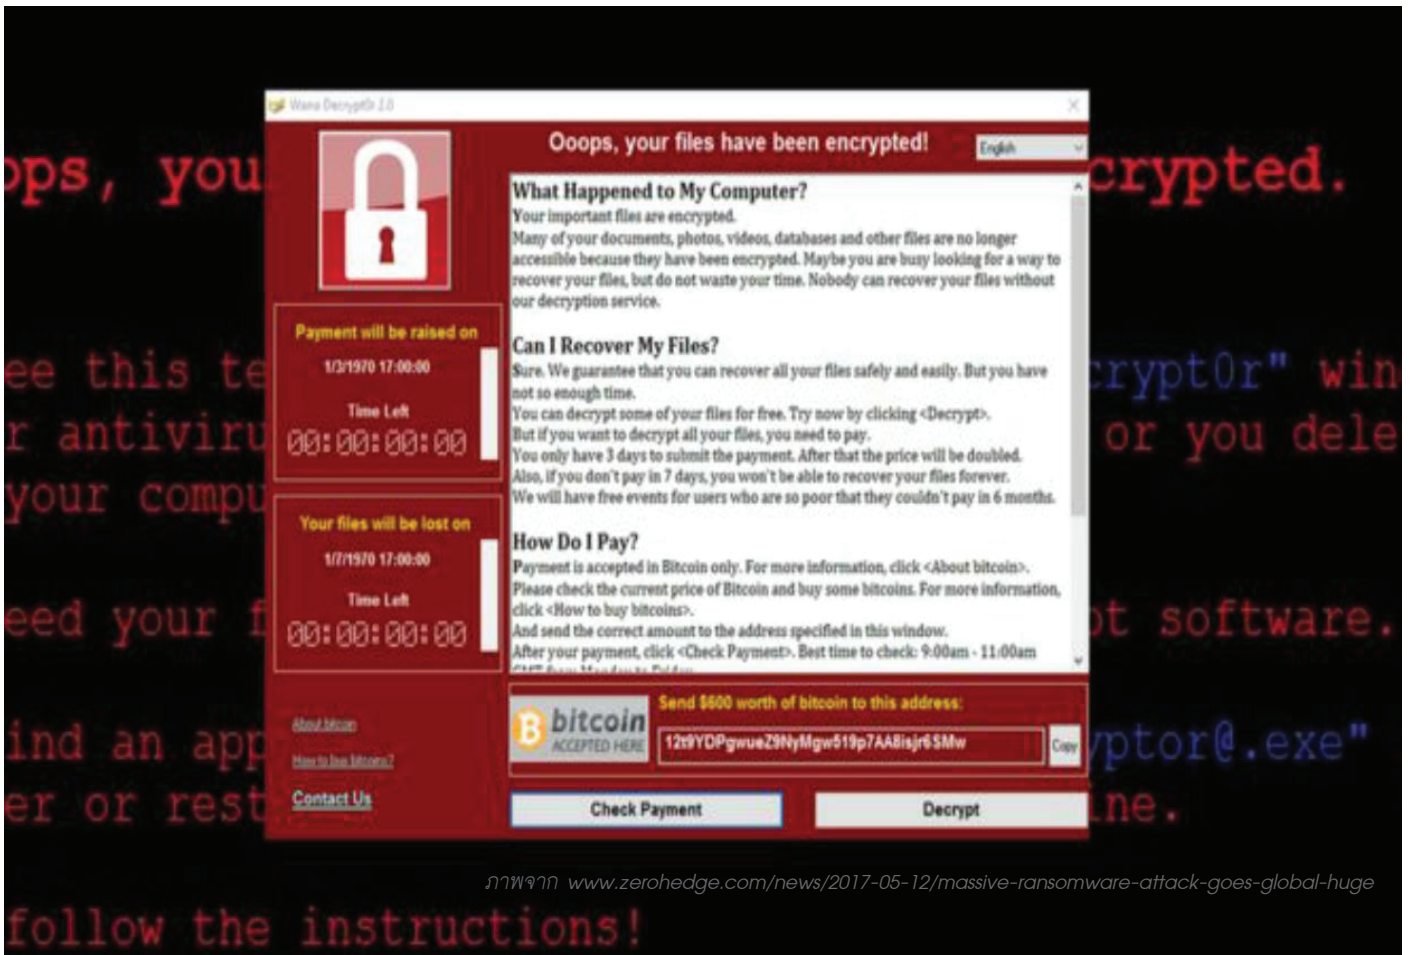 Wana Decrypt0r 2.0
ops, you
crypted.
Ooops, your files have been encrypted!
English
What Happened to My Computer?
Your important files are encrypted.
Many of your documents, photos, videos, databases and other files are no longer
accessible because they have been encrypted. Maybe you are busy looking for a way to
recover your files, but do not waste your time. Nobody can recover your files without
our decryption service.
Can I Recover My Files?
Sure. We guarantee that you can recover all your files safely and easily. But you have
not so enough time.
You can decrypt some of your files for free. Try now by clicking <Decrypt>.
But if you want to decrypt all your files, you need to pay.
You only have 3 days to submit the payment. After that the price will be doubled.
Also, if you don't pay in 7 days, you won't be able to recover your files forever.
We will have free events for users who are so poor that they couldn't pay in 6 months.
How Do I Pay?
Payment is accepted in Bitcoin only. For more information, click <About bitcoin>.
Please check the current price of Bitcoin and buy some bitcoins. For more information,
click <How to buy bitcoins>.
And send the correct amount to the address specified in this window.
After your payment, click <Check Payment>. Best time to check: 9:00am - 11:00am
GMT from Monday to Friday.
Payment will be raised on
1/3/1970 17:00:00
Time Left
00:00:00:00
Your files will be lost on
1/7/1970 17:00:00
Time Left
00:00:00:00
About bitcoin
How to buy bitcoins?
Contact Us
bitcoin
ACCEPTED HERE
Send $600 worth of bitcoin to this address:
12t9YDPgwueZ9NyMgw519p7AA8isjr6SMw
Copy
Check Payment
Decrypt
ee this te
crypt0r" win
r antiviru
or you dele
your compu
eed your f
pt software.
ind an app
yptor@.exe"
er or rest
ine.
ภาพจาก www.zerohedge.com/news/2017-05-12/massive-ransomware-attack-goes-global-huge
follow the instructions!